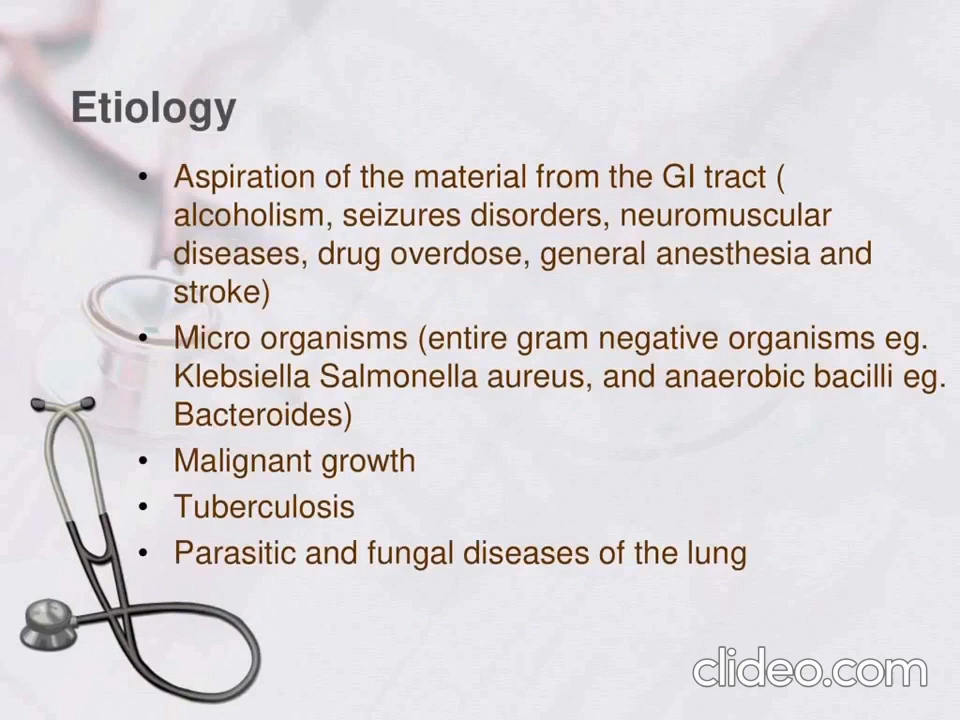 Etiology
• Aspiration of the material from the GI tract (
alcoholism, seizures disorders, neuromuscular
diseases, drug overdose, general anesthesia and
stroke)
• Micro organisms (entire gram negative organisms eg.
Klebsiella Salmonella aureus, and anaerobic bacilli eg.
Bacteroides)
• Malignant growth
• Tuberculosis
• Parasitic and fungal diseases of the lung
clideo.com